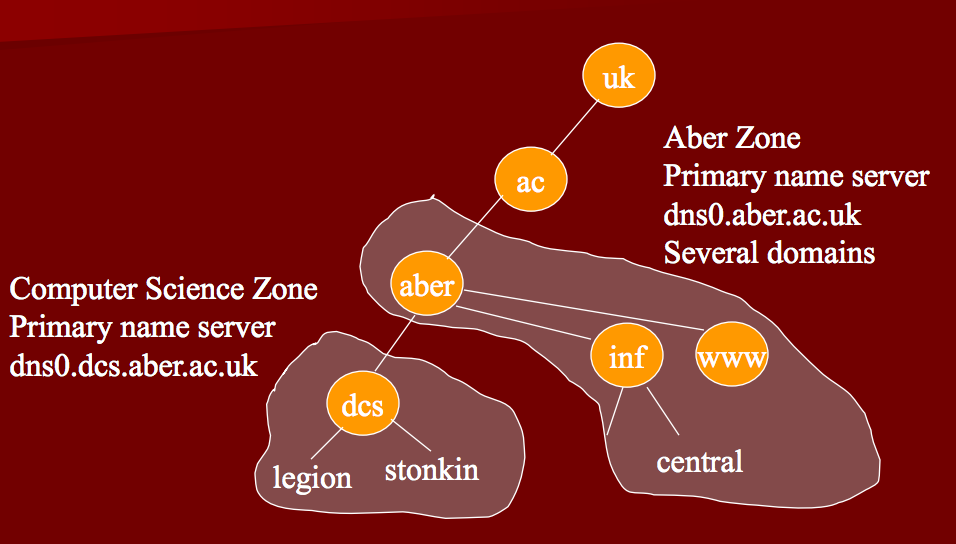 uk
ac
Aber Zone
Primary name server
dns0.aber.ac.uk
Several domains
aber
Computer Science Zone
Primary name server
dns0.dcs.aber.ac.uk
inf
www
dcs
legion
stonkin
central